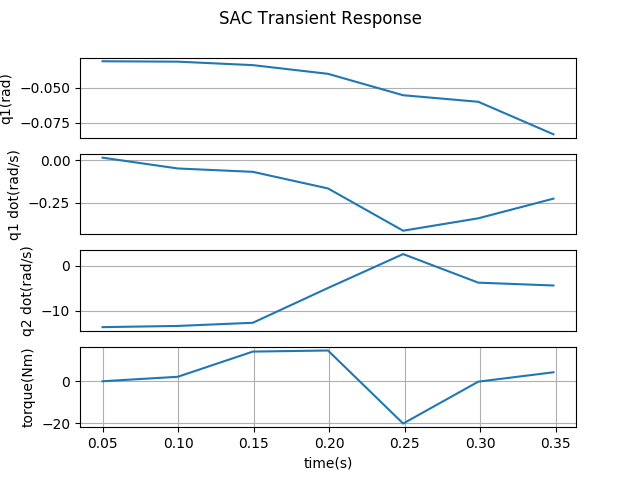 SAC Transient Response
q1(rad)
−0.050
−0.075
q1 dot(rad/s)
0.00
−0.25
q2 dot(rad/s)
0
−10
torque(Nm)
0
−20
0.05 0.10 0.15 0.20 0.25 0.30 0.35
time(s)